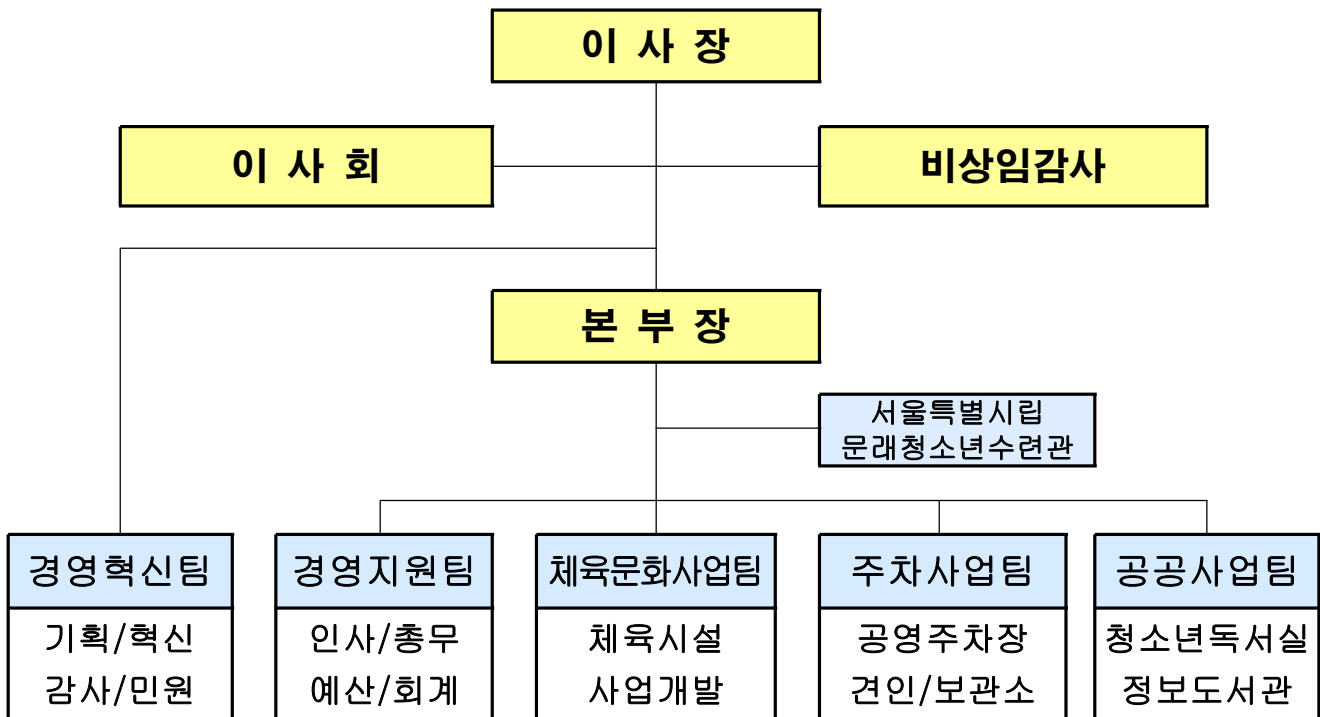 이 사 장
이 사 회
비상임감사
본 부 장
서울특별시립
문래청소년수련관
경영혁신팀
기획/혁신
감사/민원
경영지원팀
인사/총무
예산/회계
체육문화사업팀
체육시설
사업개발
주차사업팀
공영주차장
견인/보관소
공공사업팀
청소년독서실
정보도서관